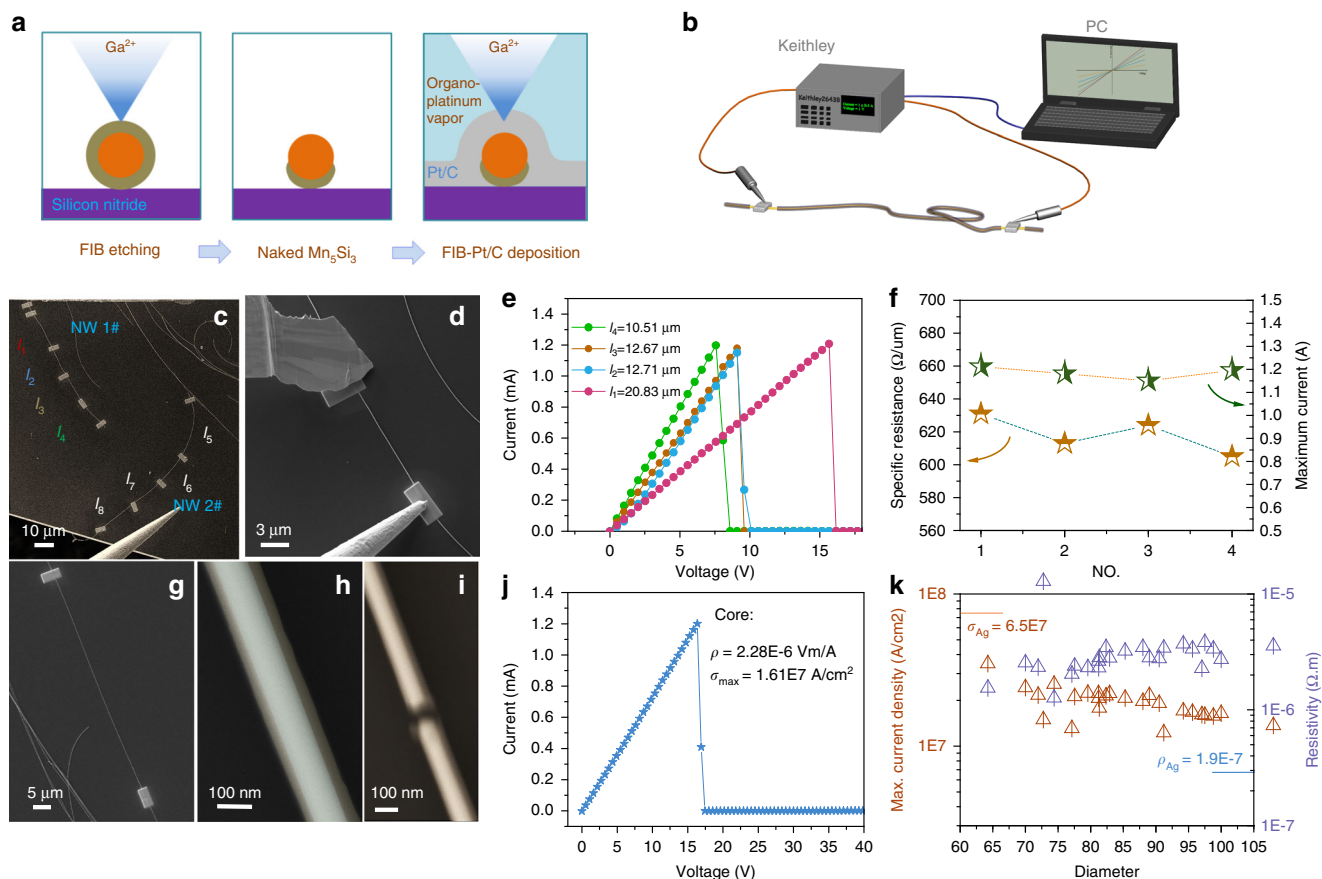 a
Ga²⁺
Ga²⁺
Organo-
platinum
vapor
Pt/C
Silicon nitride
FIB etching
Naked Mn₅Si₃
FIB-Pt/C deposition
b
Keithley
PC
Keithley2643B
c
NW 1#
l₂
l₃
l₄
l₅
l₆
l₇
l₈
NW 2#
10 μm
d
3 μm
e
1.4
1.2
1.0
0.8
0.6
0.4
0.2
0.0
Current (mA)
l₄=10.51 μm
l₃=12.67 μm
l₂=12.71 μm
l₁=20.83 μm
0
5
10
15
Voltage (V)
f
700
680
660
640
620
600
580
560
Specific resistance (Ω/um)
1.5
1.4
1.3
1.2
1.1
1.0
0.9
0.8
0.7
0.6
0.5
Maximum current (A)
1
2
3
4
NO.
g
5 μm
h
100 nm
i
100 nm
j
1.4
1.2
1.0
0.8
0.6
0.4
0.2
0.0
Current (mA)
Core:
ρ = 2.28E-6 Vm/A
σmax = 1.61E7 A/cm²
0
5
10
15
20
25
30
35
40
Voltage (V)
k
1E8
1E7
Max. current density (A/cm2)
σAg = 6.5E7
ρAg = 1.9E-7
1E-5
1E-6
1E-7
Resistivity (Ω.m)
60
65
70
75
80
85
90
95
100
105
Diameter